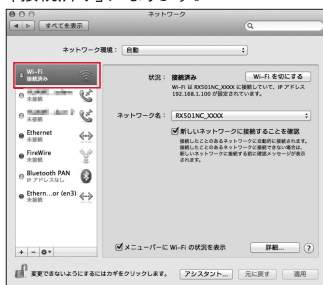 ネットワーク
すべてを表示
ネットワーク環境： 自動
Wi-Fi
接続済み
未接続
未接続
Ethernet
未接続
FireWire
未接続
Bluetooth PAN
IP アドレスなし
Ethern...or (en3)
未接続
状況： 接続済み
Wi-Fi を切にする
Wi-Fi は RX501NC_XXXX に接続していて、IP アドレス
192.168.1.100 が設定されています。
ネットワーク名： RX501NC_XXXX
新しいネットワークに接続することを確認
接続したことのあるネットワークに自動的に接続されます。
接続したことのあるネットワークに接続できない場合は、
新しいネットワークに接続する前に確認メッセージが表示
されます。
メニューバーに Wi-Fi の状況を表示
詳細...
?
変更できないようにするにはカギをクリックします。
アシスタント...
元に戻す
適用